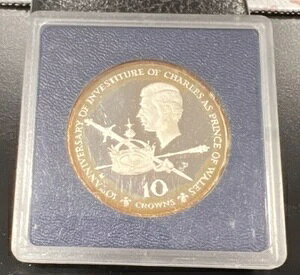 10TH ANNIVERSARY OF INVESTITURE OF CHARLES AS PRINCE OF WALES
10
CROWNS